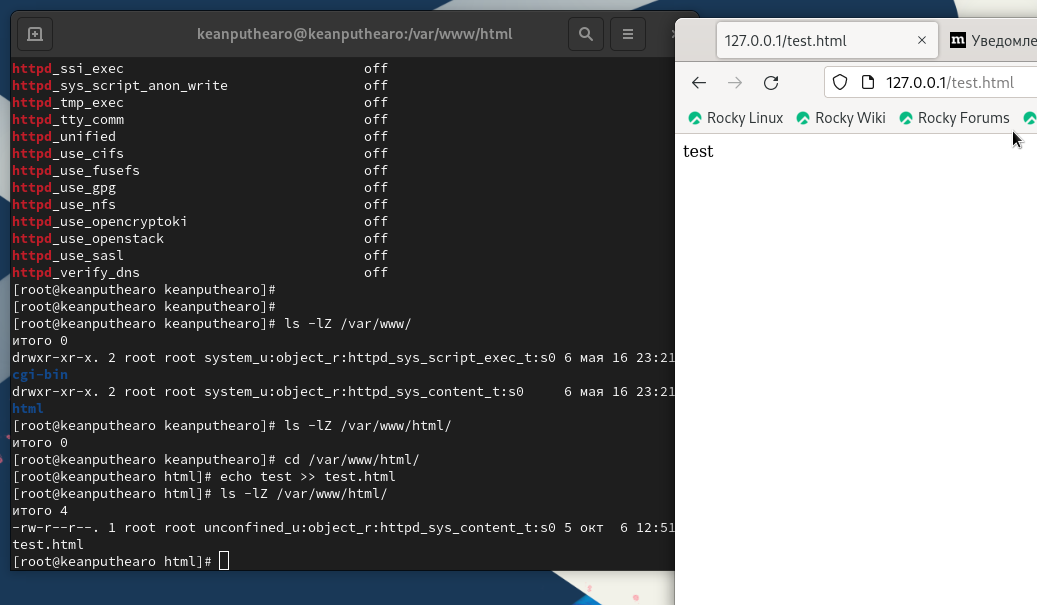 keanputhearo@keanputhearo:/var/www/html
httpd_ssi_exec off
httpd_sys_script_anon_write off
httpd_tmp_exec off
httpd_tty_comm off
httpd_unified off
httpd_use_cifs off
httpd_use_fusefs off
httpd_use_gpg off
httpd_use_nfs off
httpd_use_opencryptoki off
httpd_use_openstack off
httpd_use_sasl off
httpd_verify_dns off
[root@keanputhearo keanputhearo]#
[root@keanputhearo keanputhearo]#
[root@keanputhearo keanputhearo]# ls -lZ /var/www/
итого 0
drwxr-xr-x. 2 root root system_u:object_r:httpd_sys_script_exec_t:s0 6 мая 16 23:21
cgi-bin
drwxr-xr-x. 2 root root system_u:object_r:httpd_sys_content_t:s0 6 мая 16 23:21
html
[root@keanputhearo keanputhearo]# ls -lZ /var/www/html/
итого 0
[root@keanputhearo keanputhearo]# cd /var/www/html/
[root@keanputhearo html]# echo test >> test.html
[root@keanputhearo html]# ls -lZ /var/www/html/
итого 4
-rw-r--r--. 1 root root unconfined_u:object_r:httpd_sys_content_t:s0 5 окт 6 12:51
test.html
[root@keanputhearo html]#
127.0.0.1/test.html
m Уведомле
127.0.0.1/test.html
Rocky Linux Rocky Wiki Rocky Forums
test